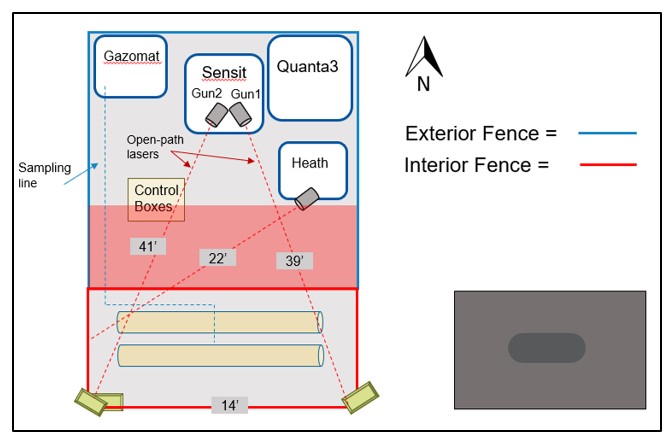 Gazomat
Sensit
Quanta3
Gun2 Gun1
N
Exterior Fence =
Interior Fence =
Open-path
lasers
Heath
Sampling
line
Control
Boxes
41’
22’
39’
14’